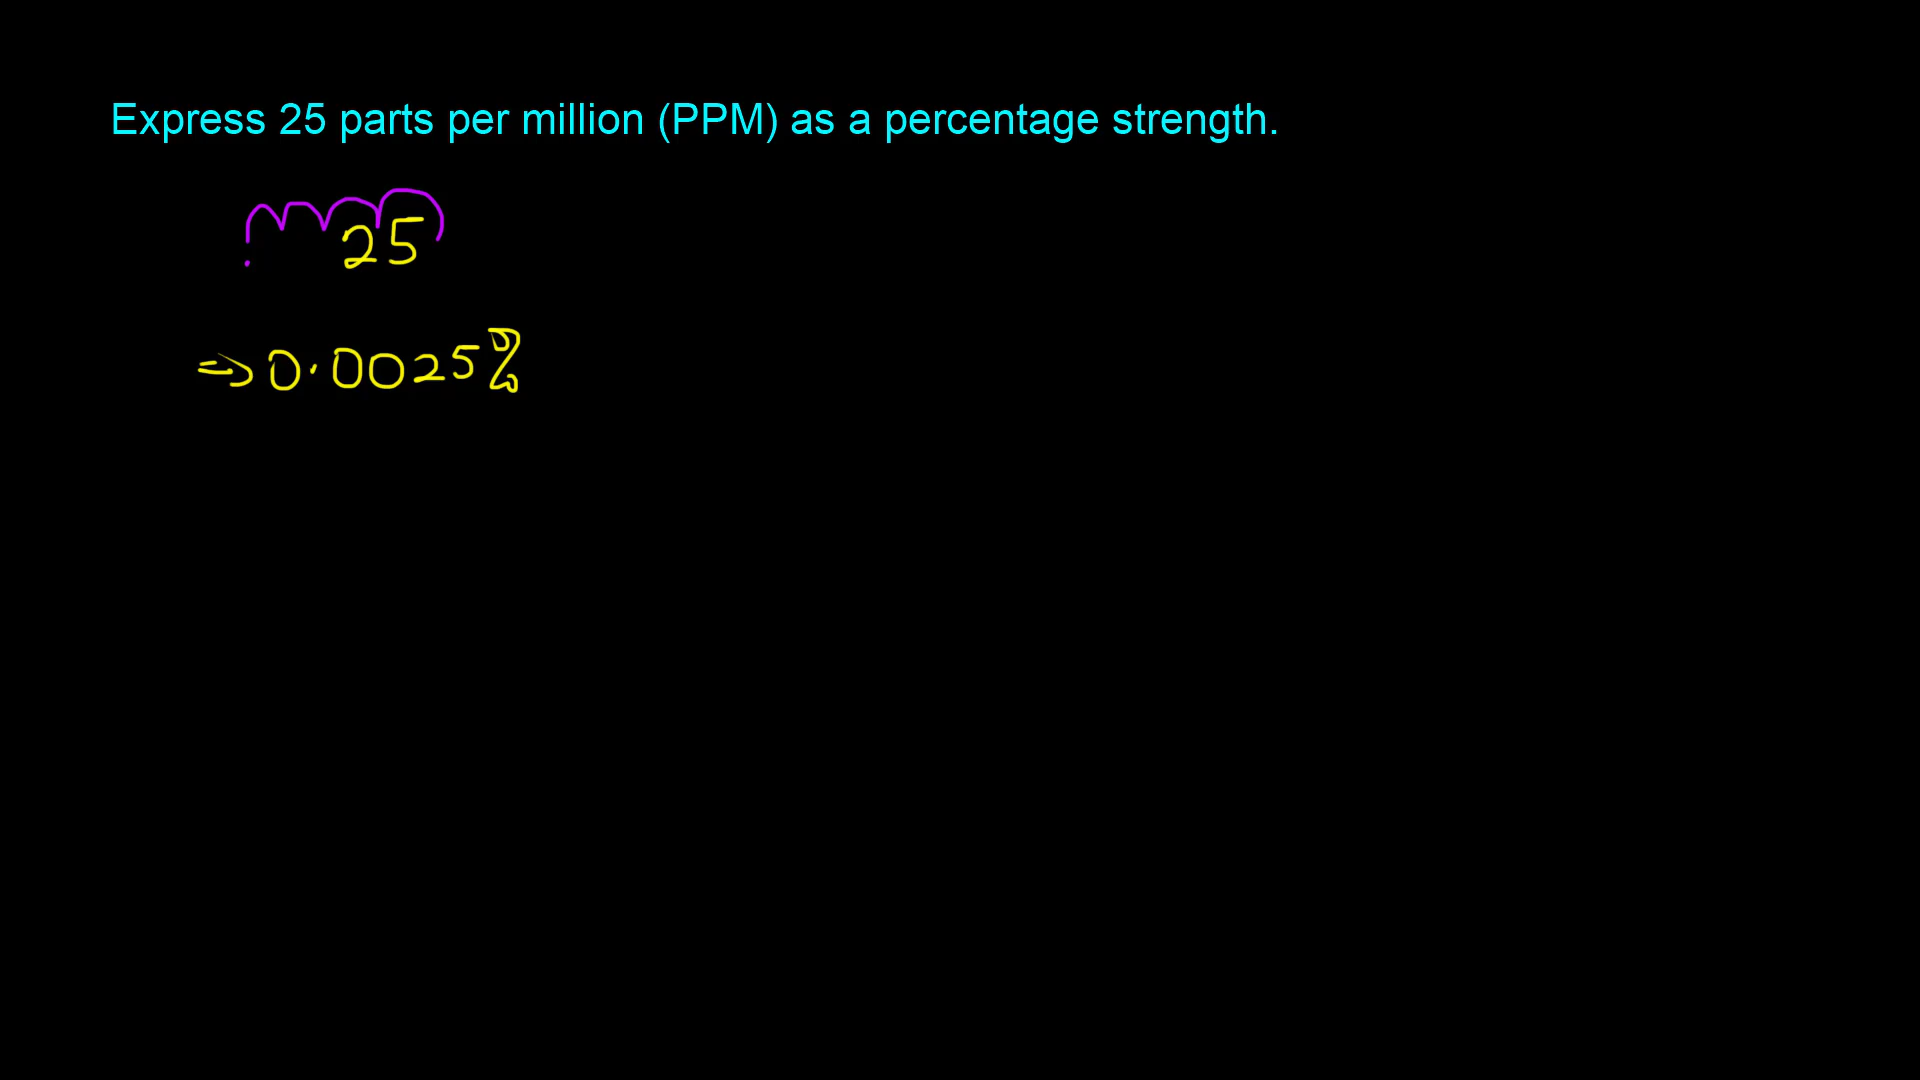 Express 25 parts per million (PPM) as a percentage strength.
. 25
⇒ 0.0025%